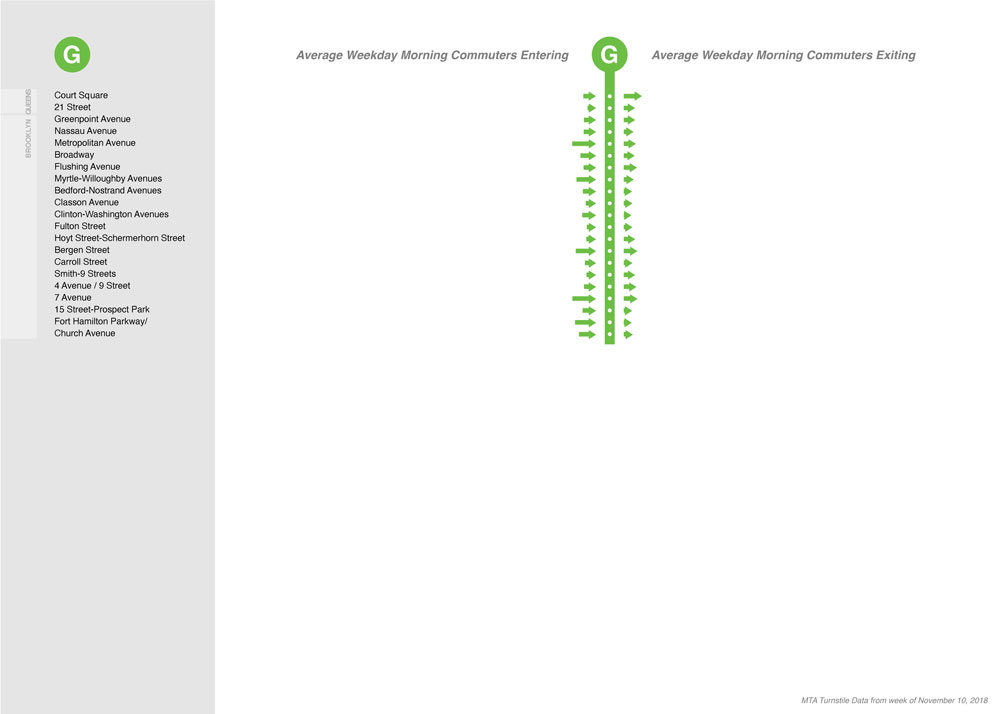 G
QUEENS
BROOKLYN
Court Square
21 Street
Greenpoint Avenue
Nassau Avenue
Metropolitan Avenue
Broadway
Flushing Avenue
Myrtle-Willoughby Avenues
Bedford-Nostrand Avenues
Classon Avenue
Clinton-Washington Avenues
Fulton Street
Hoyt Street-Schermerhorn Street
Bergen Street
Carroll Street
Smith-9 Streets
4 Avenue / 9 Street
7 Avenue
15 Street-Prospect Park
Fort Hamilton Parkway/
Church Avenue
Average Weekday Morning Commuters Entering
G
Average Weekday Morning Commuters Exiting
MTA Turnstile Data from week of November 10, 2018